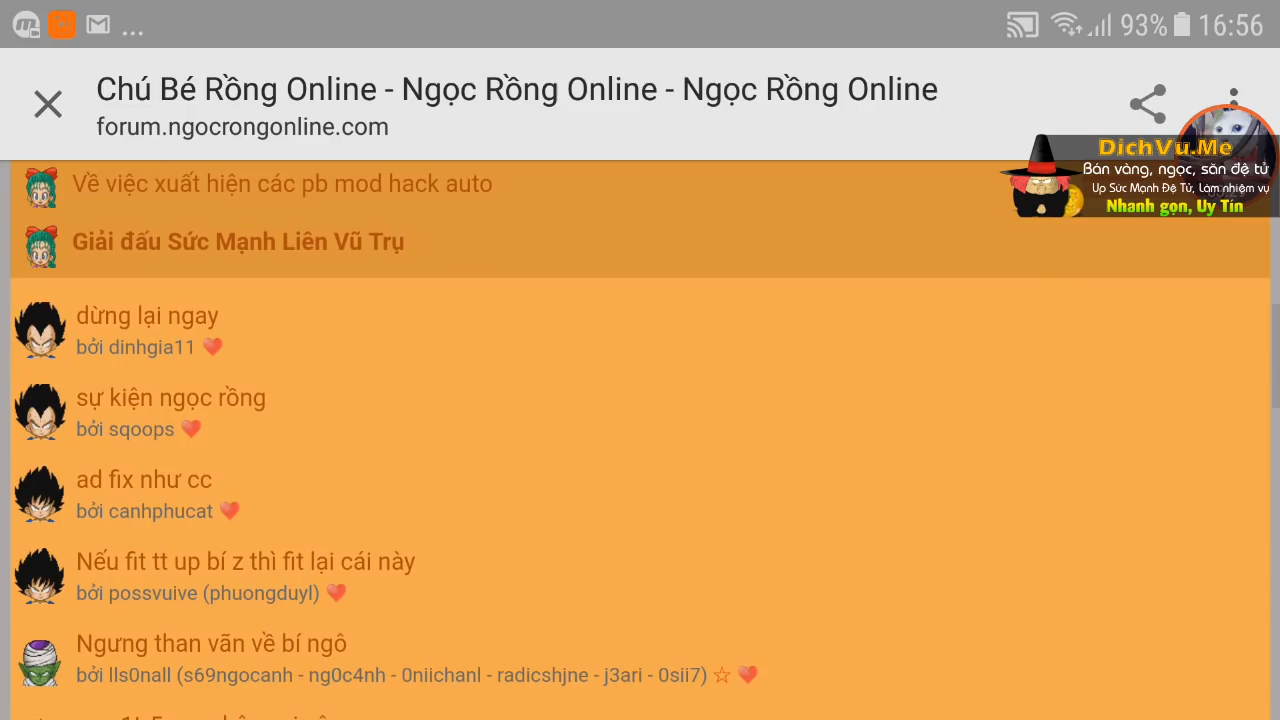 ... 93% 16:56
Chú Bé Rồng Online - Ngọc Rồng Online - Ngọc Rồng Online
forum.ngocrongonline.com
DichVu.Me
Bán vàng, ngọc, săn đệ tử
Up Sức Mạnh Đệ Tử, Làm nhiệm vụ
Nhanh gọn, Uy Tín
Về việc xuất hiện các pb mod hack auto
Giải đấu Sức Mạnh Liên Vũ Trụ
dừng lại ngay
bởi dinhgia11 ❤
sự kiện ngọc rồng
bởi sqoops ❤
ad fix như cc
bởi canhphucat ❤
Nếu fit tt up bí z thì fit lại cái này
bởi possvuive (phuongduyl) ❤
Ngưng than vãn về bí ngô
bởi lls0nall (s69ngocanh - ng0c4nh - 0niichanl - radicshjne - j3ari - 0sii7) ☆ ❤